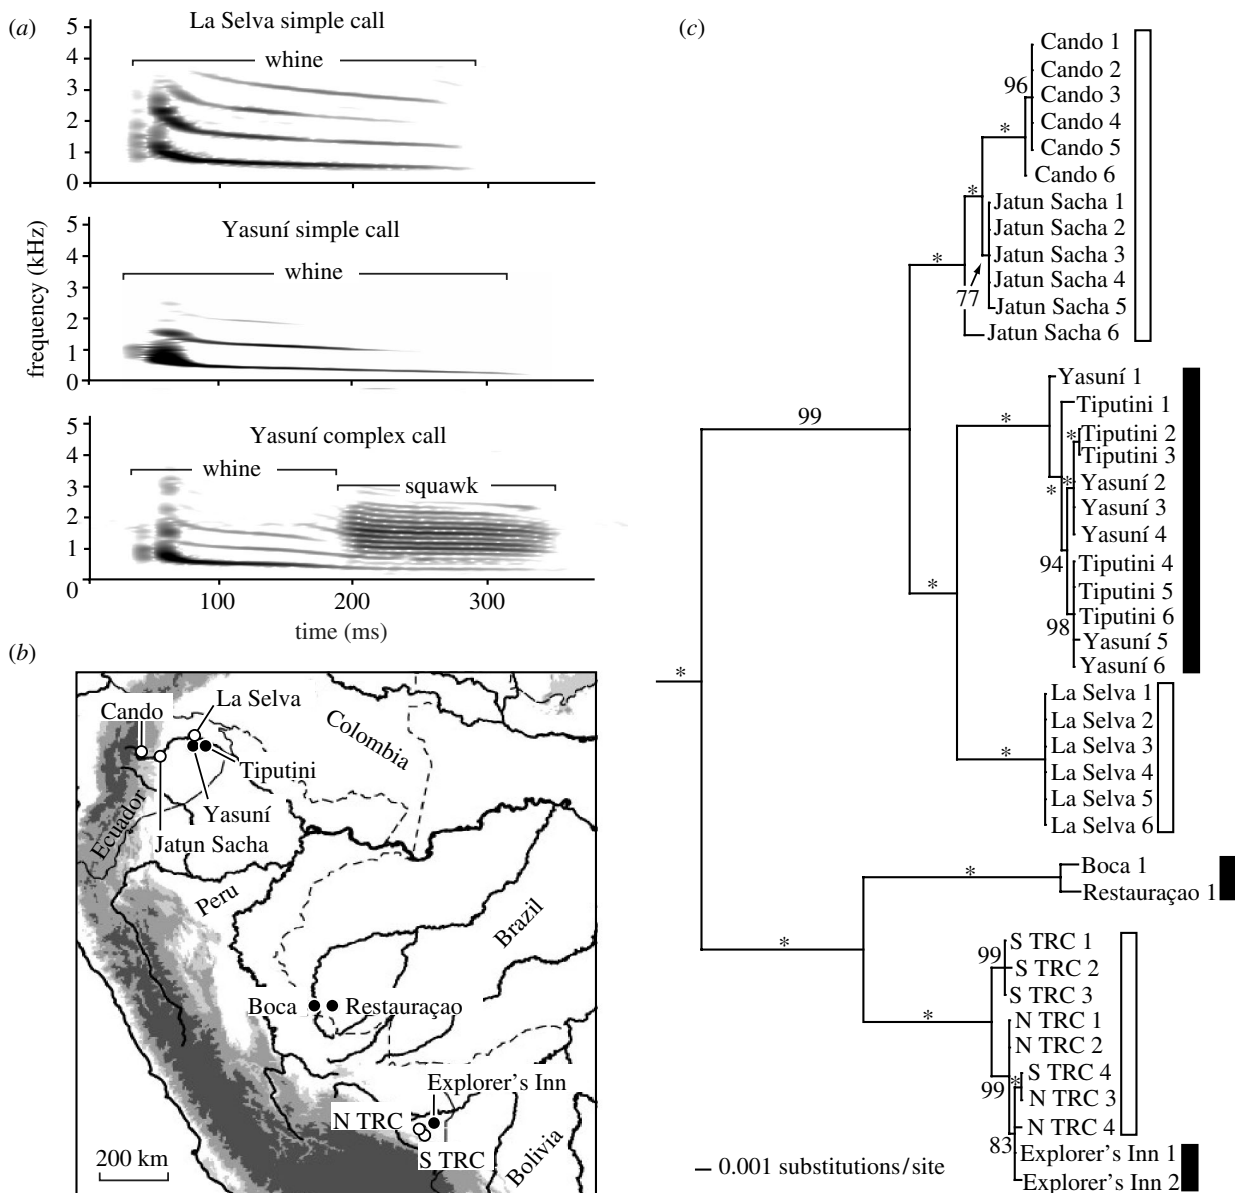 (a)
La Selva simple call
5
whine
4
3
2
1
0
Yasuní simple call
5
4
whine
3
2
1
0
frequency (kHz)
Yasuní complex call
5
4
whine
3
squawk
2
1
0
100
200
300
time (ms)
(b)
La Selva
Cando
Colombia
Tiputini
Ecuador
Yasuní
Jatun Sacha
Peru
Brazil
Boca
Restauraçao
Explorer's Inn
N TRC
S TRC
Bolivia
200 km
(c)
Cando 1
Cando 2
96
Cando 3
Cando 4
Cando 5
*
Cando 6
*
Jatun Sacha 1
Jatun Sacha 2
Jatun Sacha 3
*
Jatun Sacha 4
77
Jatun Sacha 5
Jatun Sacha 6
Yasuní 1
Tiputini 1
99
*
*
Tiputini 2
Tiputini 3
*
Yasuní 2
*
Yasuní 3
Yasuní 4
94
Tiputini 4
*
Tiputini 5
Tiputini 6
98
Yasuní 5
Yasuní 6
*
La Selva 1
La Selva 2
La Selva 3
*
La Selva 4
La Selva 5
La Selva 6
*
Boca 1
Restauraçao 1
*
S TRC 1
99
S TRC 2
S TRC 3
*
N TRC 1
N TRC 2
S TRC 4
99
*
N TRC 3
N TRC 4
83
Explorer's Inn 1
Explorer's Inn 2
0.001 substitutions/site